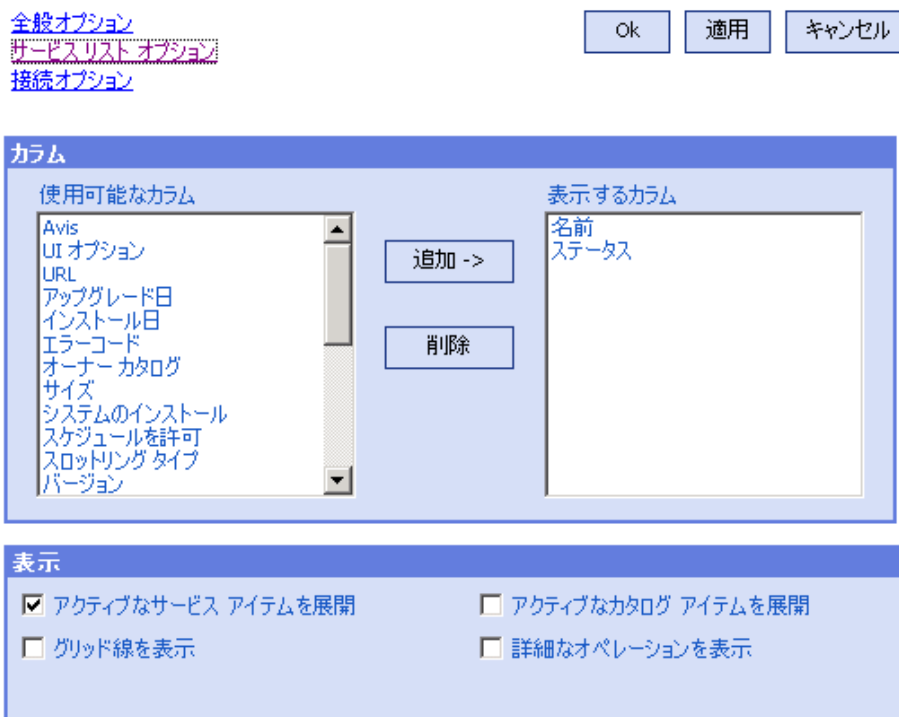 全般オプション
サービス リスト オプション
接続オプション
Ok
適用
キャンセル
カラム
使用可能なカラム
Avis
UI オプション
URL
アップグレード日
インストール日
エラーコード
オーナー カタログ
サイズ
システムのインストール
スケジュールを許可
スロットリング タイプ
バージョン
追加 ->
削除
表示するカラム
名前
ステータス
表示
アクティブなサービス アイテムを展開
アクティブなカタログ アイテムを展開
グリッド線を表示
詳細なオペレーションを表示